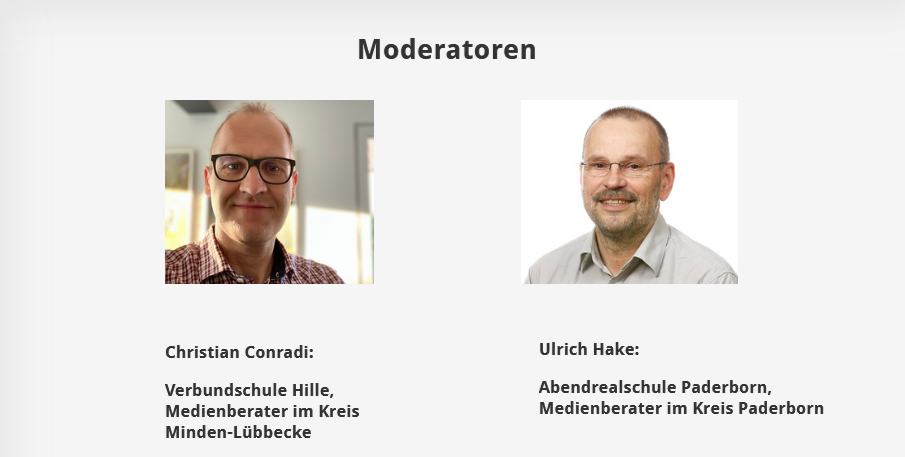 Moderatoren
Christian Conradi:
Verbundschule Hille,
Medienberater im Kreis
Minden-Lübbecke
Ulrich Hake:
Abendrealschule Paderborn,
Medienberater im Kreis Paderborn